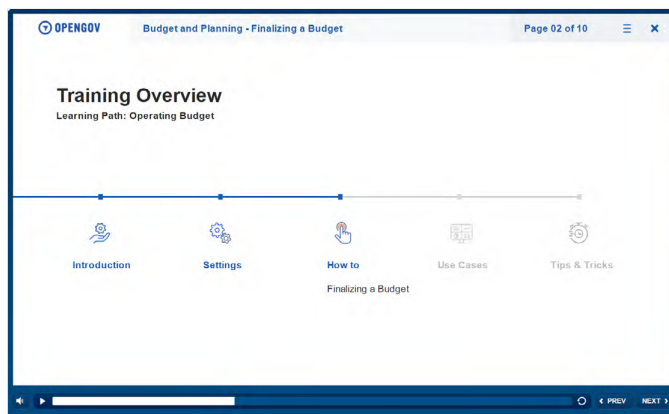 OPENGOV Budget and Planning - Finalizing a Budget Page 02 of 10
Training Overview
Learning Path: Operating Budget
Introduction Settings How to Use Cases Tips & Tricks
Finalizing a Budget
PREV NEXT